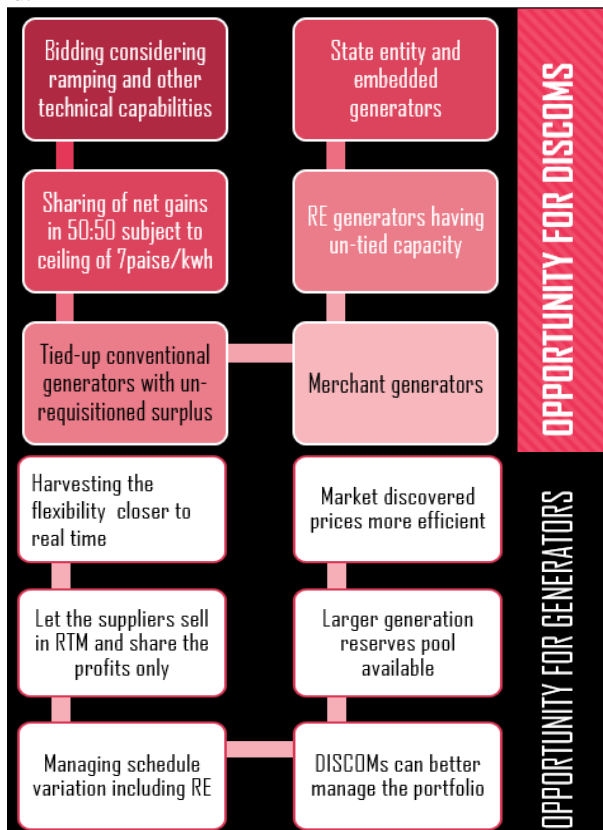 Bidding considering
ramping and other
technical capabilities
State entity and
embedded
generators
Sharing of net gains
in 50:50 subject to
ceiling of 7paise/kwh
RE generators having
un-tied capacity
Tied-up conventional
generators with un-
requisitioned surplus
Merchant generators
OPPORTUNITY FOR DISCOMS
Harvesting the
flexibility closer to
real time
Market discovered
prices more efficient
Let the suppliers sell
in RTM and share the
profits only
Larger generation
reserves pool
available
Managing schedule
variation including RE
DISCOMs can better
manage the portfolio
OPPORTUNITY FOR GENERATORS